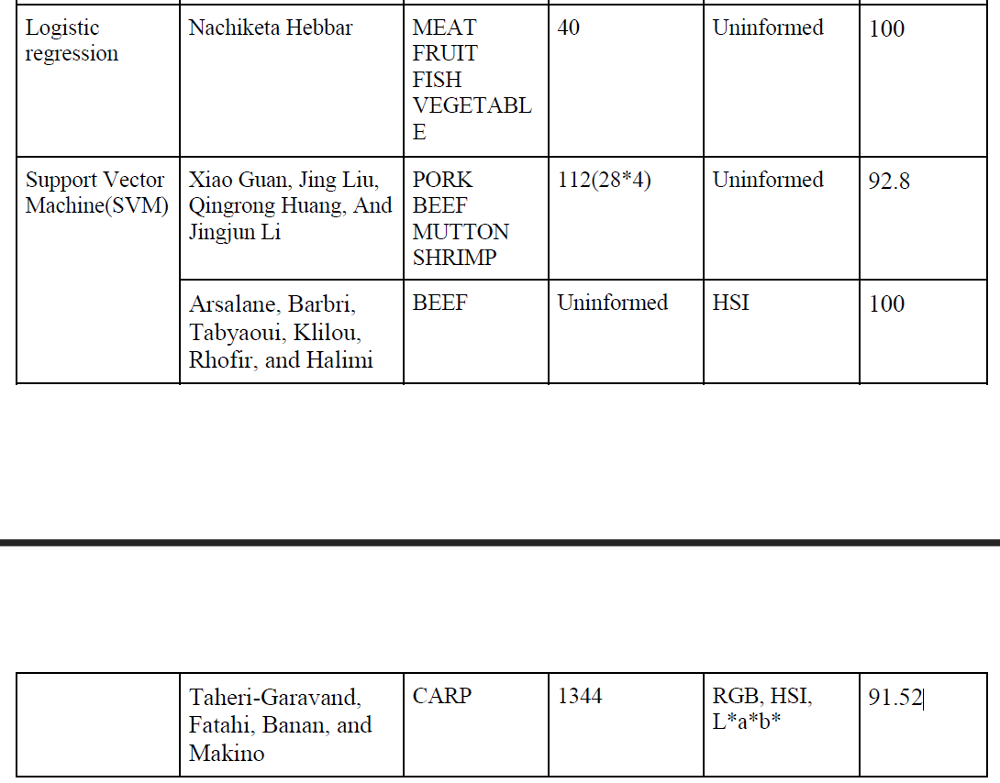 Logistic
regression
Nachiketa Hebbar
MEAT
FRUIT
FISH
VEGETABL
E
40
Uninformed
100
Support Vector
Machine(SVM)
Xiao Guan, Jing Liu,
Qingrong Huang, And
Jingjun Li
PORK
BEEF
MUTTON
SHRIMP
112(28*4)
Uninformed
92.8
Arsalane, Barbri,
Tabyaoui, Klilou,
Rhofir, and Halimi
BEEF
Uninformed
HSI
100
Taheri-Garavand,
Fatahi, Banan, and
Makino
CARP
1344
RGB, HSI,
L*a*b*
91.52